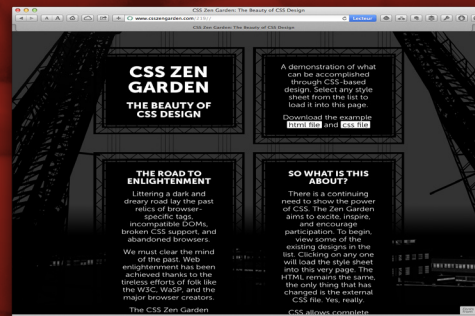 CSS Zen Garden: The Beauty of CSS Design
www.csszengarden.com
Lecteur
CSS Zen Garden: The Beauty of CSS Design
CSS ZEN
GARDEN
THE BEAUTY OF
CSS DESIGN
A demonstration of what
can be accomplished
through CSS-based
design. Select any style
sheet from the list to
load it into this page.
Download the example
html file and css file
THE ROAD TO
ENLIGHTENMENT
Littering a dark and
dreary road lay the past
relics of browser-
specific tags,
incompatible DOMs,
broken CSS support, and
abandoned browsers.
We must clear the mind
of the past. Web
enlightenment has been
achieved thanks to the
tireless efforts of folk like
the W3C, WaSP, and the
major browser creators.
The CSS Zen Garden
SO WHAT IS THIS
ABOUT?
There is a continuing
need to show the power
of CSS. The Zen Garden
aims to excite, inspire,
and encourage
participation. To begin,
view some of the
existing designs in the
list. Clicking on any one
will load the style sheet
into this very page. The
HTML remains the same,
the only thing that has
changed is the external
CSS file. Yes, really.
CSS allows complete